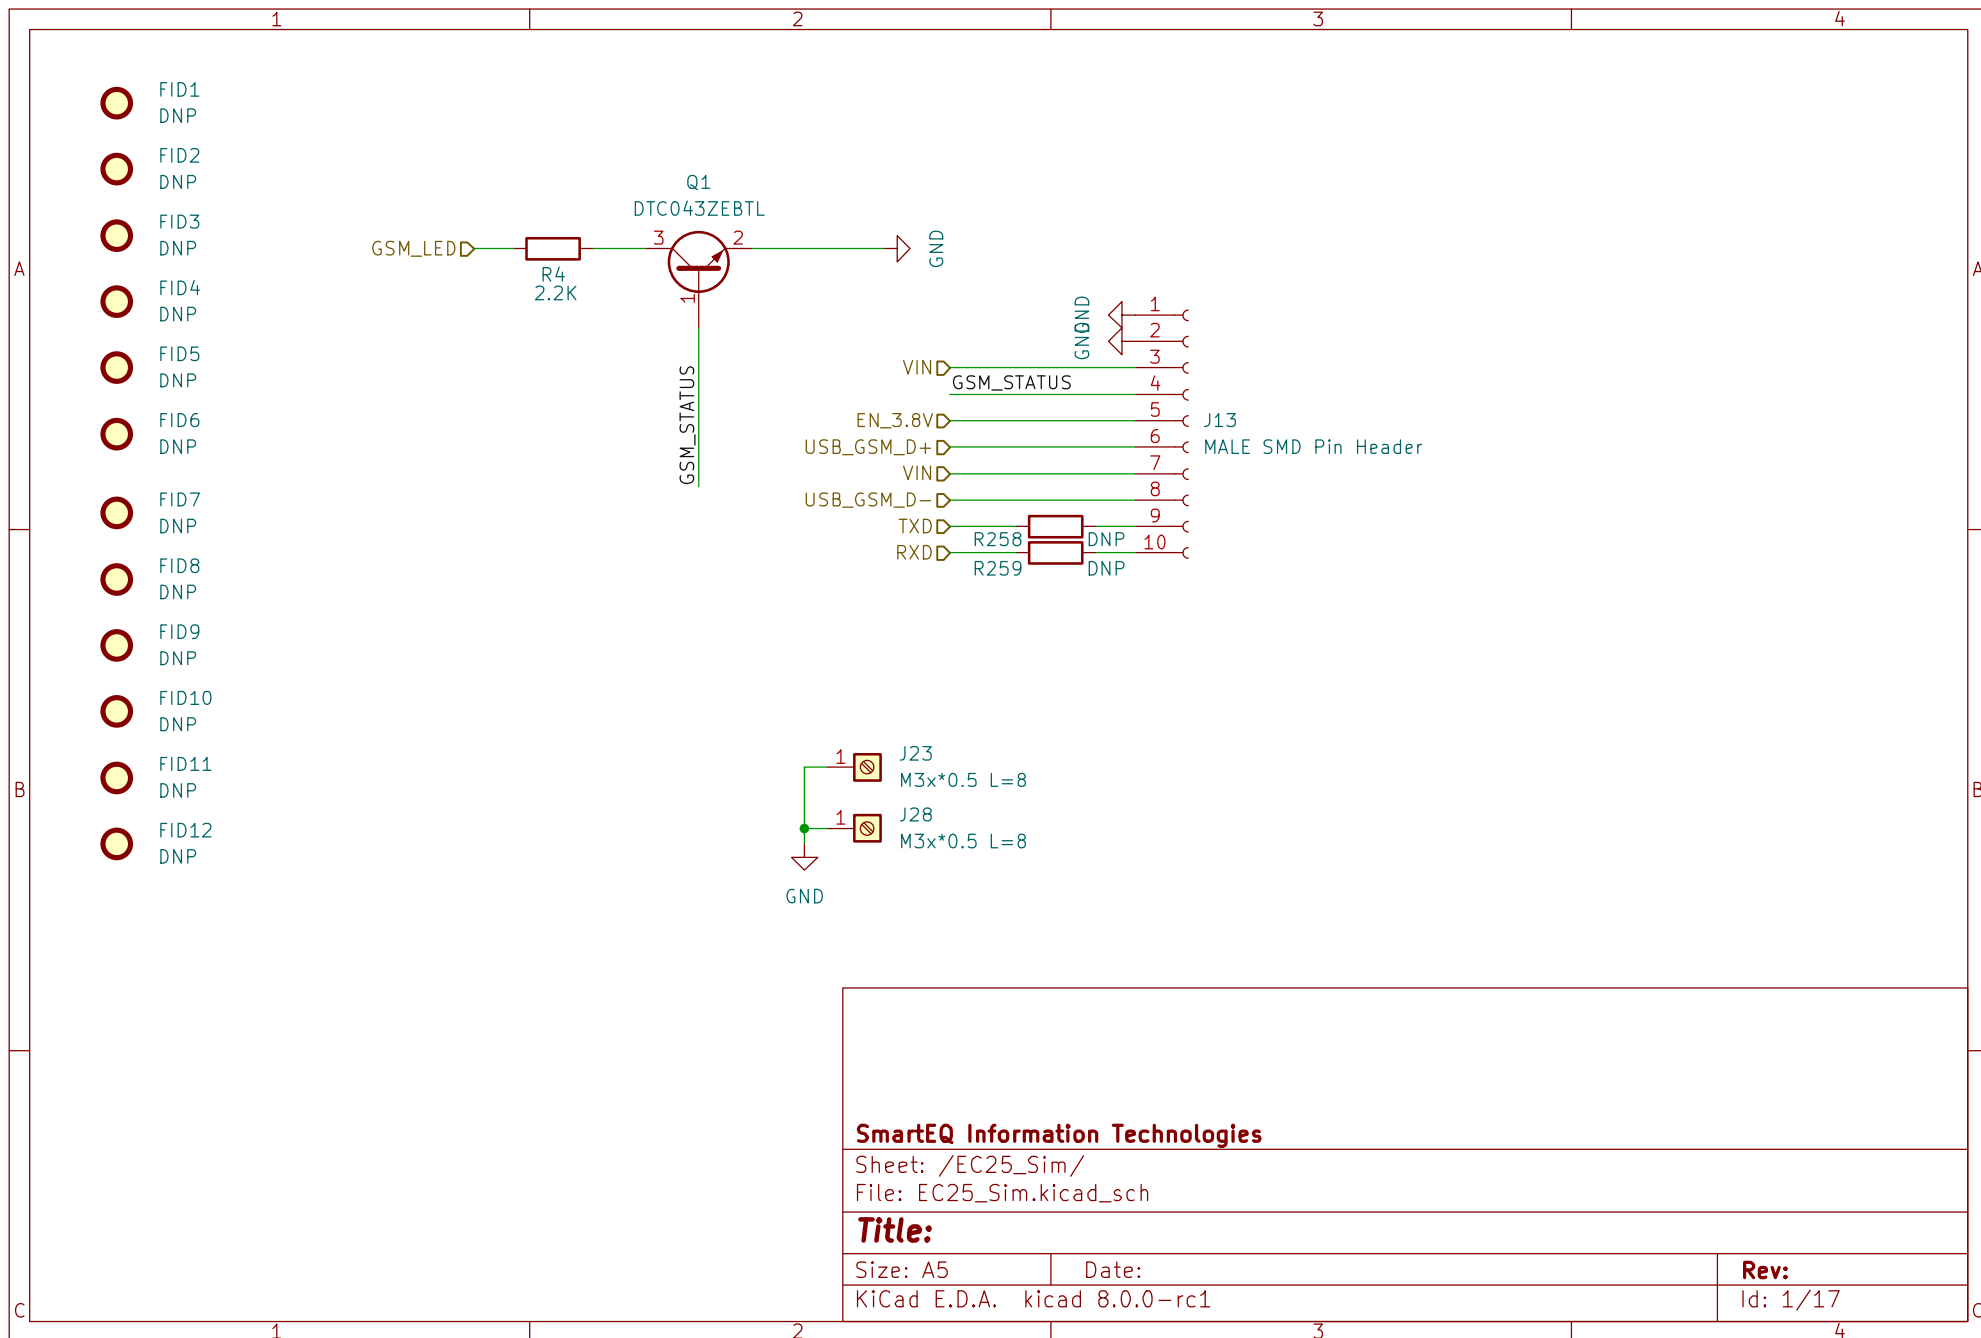 1 2 3 4
FID1
DNP
FID2
DNP
FID3
DNP
FID4
DNP
FID5
DNP
FID6
DNP
FID7
DNP
FID8
DNP
FID9
DNP
FID10
DNP
FID11
DNP
FID12
DNP
A A
Q1
DTC043ZEBTL
GSM_LED 3 2 GND
R4
2.2K
1
GSM_STATUS
GND 1
GND 2
VIN 3
GSM_STATUS 4
EN_3.8V 5 J13
USB_GSM_D+ 6 MALE SMD Pin Header
VIN 7
USB_GSM_D- 8
TXD 9
R258 DNP
RXD 10
R259 DNP
B B
1 J23
M3x*0.5 L=8
1 J28
M3x*0.5 L=8
GND
SmartEQ Information Technologies
Sheet: /EC25_Sim/
File: EC25_Sim.kicad_sch
Title:
Size: A5 Date: Rev:
KiCad E.D.A. kicad 8.0.0-rc1 Id: 1/17
C C
1 2 3 4